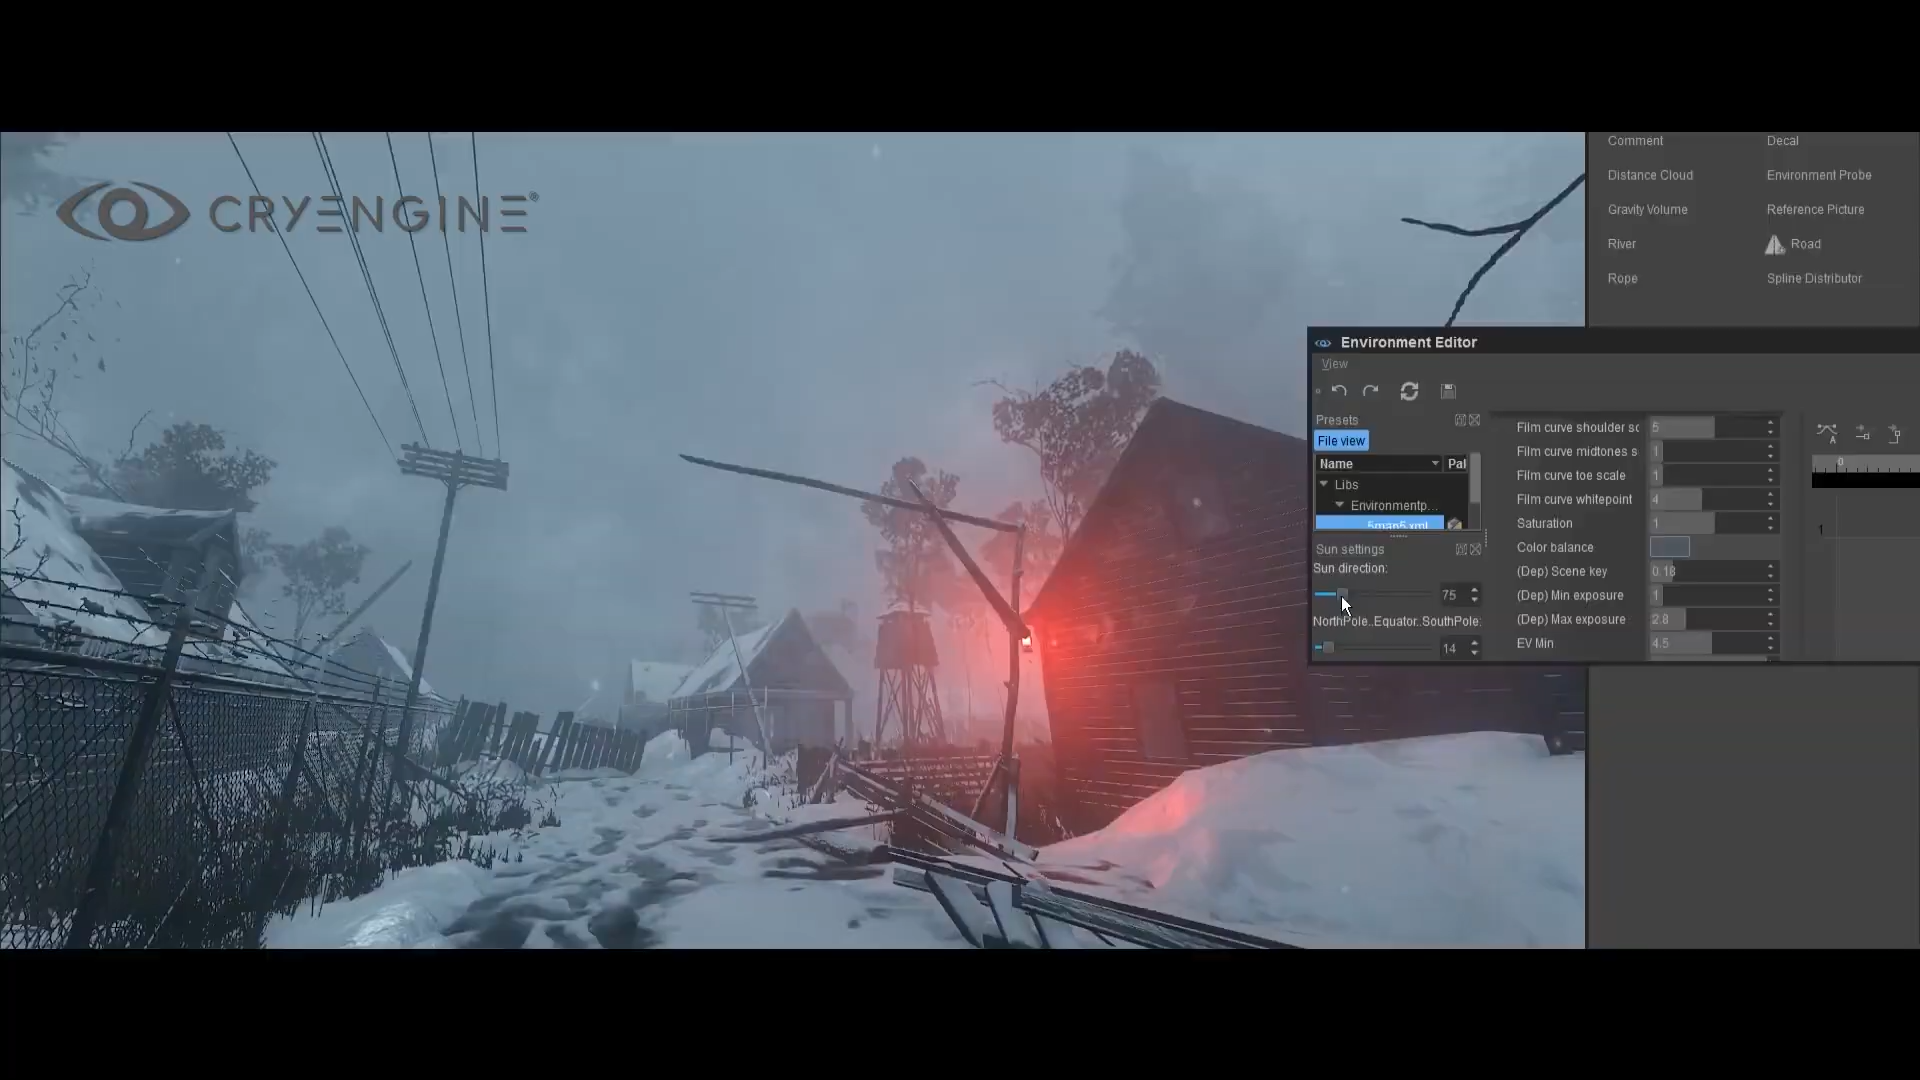 Comment Decal
CRYENGINE®
Distance Cloud Environment Probe
Gravity Volume Reference Picture
River Road
Rope Spline Distributor
Environment Editor
View
Presets
File view
Name Pal
Libs
Environmentp...
5map5.xml
Sun settings
Sun direction:
75
NorthPole..Equator..SouthPole:
14
Film curve shoulder sc 5
Film curve midtones s 1
Film curve toe scale 1
Film curve whitepoint 4
Saturation 1
Color balance
(Dep) Scene key 0.18
(Dep) Min exposure 1
(Dep) Max exposure 2.8
EV Min 4.5
0
1